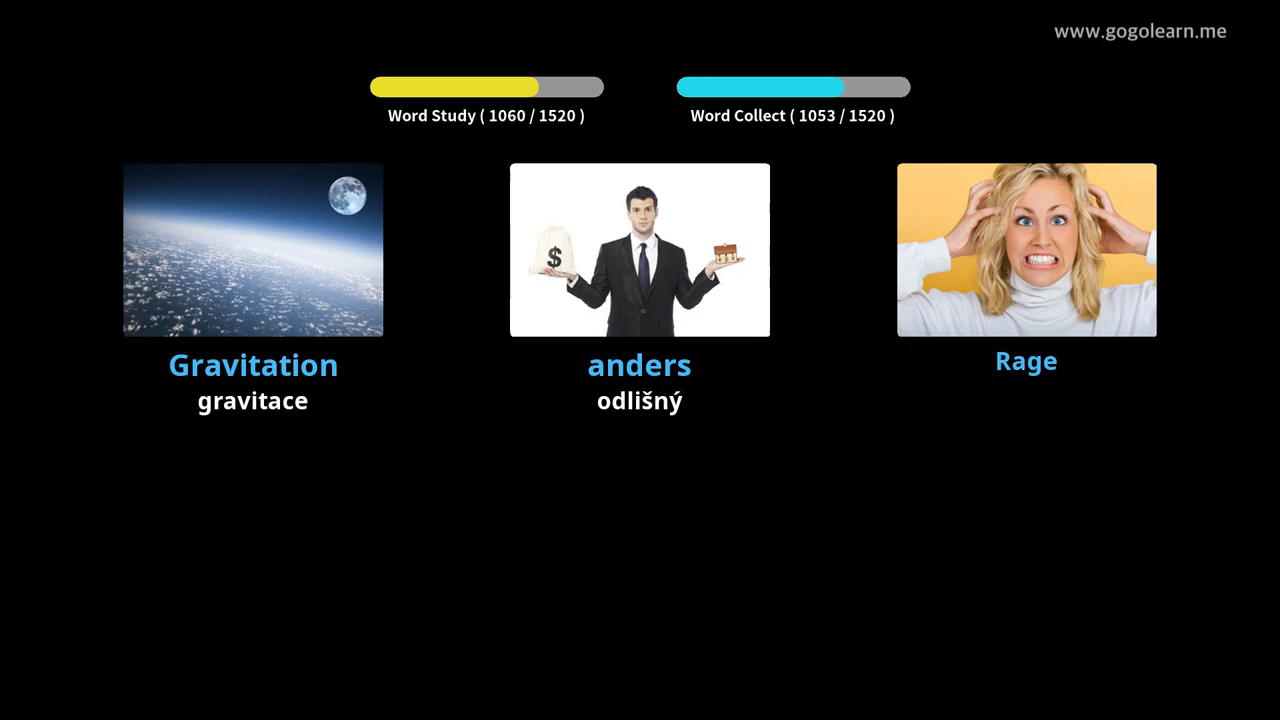 www.gogolearn.me
Word Study ( 1060 / 1520 )
Word Collect ( 1053 / 1520 )
$
Gravitation
anders
Rage
gravitace
odlišný